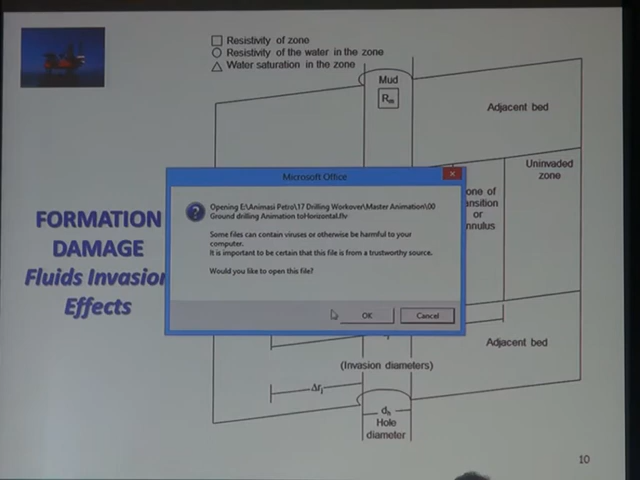 Resistivity of zone
Resistivity of the water in the zone
Water saturation in the zone
Mud
Rm
Adjacent bed
Uninvaded
zone
Microsoft Office
Opening E:\Animasi Petro\17 Drilling Workover\Master Animation\00
Ground drilling Animation toHorizontal.flv
Some files can contain viruses or otherwise be harmful to your
computer.
It is important to be certain that this file is from a trustworthy source.
Would you like to open this file?
OK
Cancel
one of
ansition
or
nnulus
FORMATION
DAMAGE
Fluids Invasion
Effects
Adjacent bed
(Invasion diameters)
Δrj
dh
Hole
diameter
10